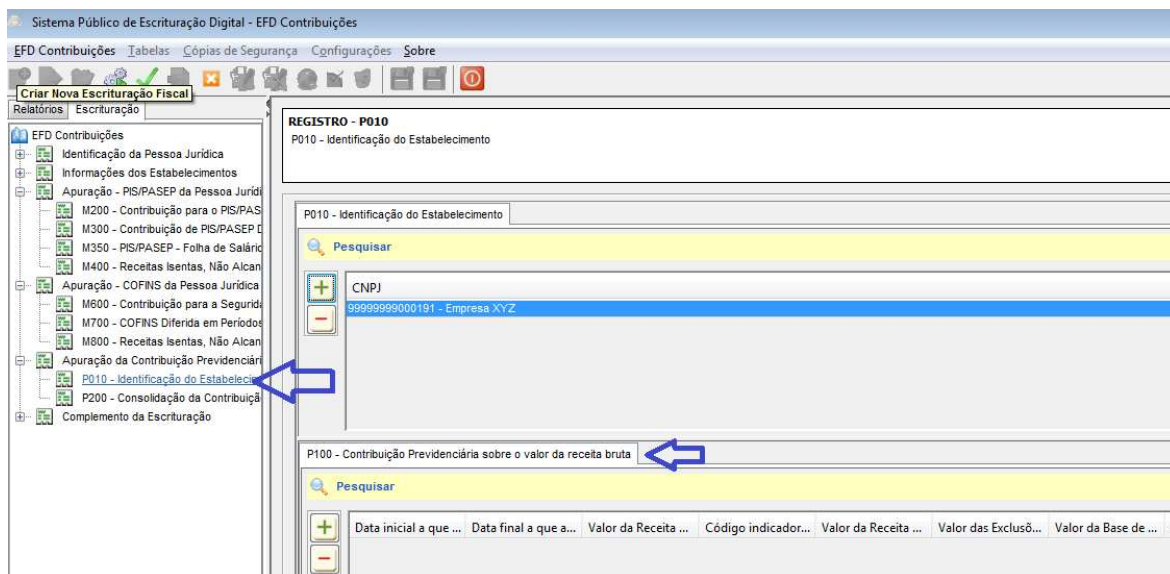 Sistema Público de Escrituração Digital - EFD Contribuições
EFD Contribuições Tabelas Cópias de Segurança Configurações Sobre
Criar Nova Escrituração Fiscal
Relatórios Escrituração
EFD Contribuições
Identificação da Pessoa Jurídica
Informações dos Estabelecimentos
Apuração - PIS/PASEP da Pessoa Jurídi
M200 - Contribuição para o PIS/PAS
M300 - Contribuição de PIS/PASEP D
M350 - PIS/PASEP - Folha de Salário
M400 - Receitas Isentas, Não Alcan
Apuração - COFINS da Pessoa Jurídica
M600 - Contribuição para a Segurida
M700 - COFINS Diferida em Períodos
M800 - Receitas Isentas, Não Alcan
Apuração da Contribuição Previdenciári
P010 - Identificação do Estabeleci
P200 - Consolidação da Contribuiçã
Complemento da Escrituração
REGISTRO - P010
P010 - Identificação do Estabelecimento
P010 - Identificação do Estabelecimento
Pesquisar
CNPJ
99999999000191 - Empresa XYZ
P100 - Contribuição Previdenciária sobre o valor da receita bruta
Pesquisar
Data inicial a que ... Data final a que a... Valor da Receita ... Código indicador... Valor da Receita ... Valor das Exclusõ... Valor da Base de ...